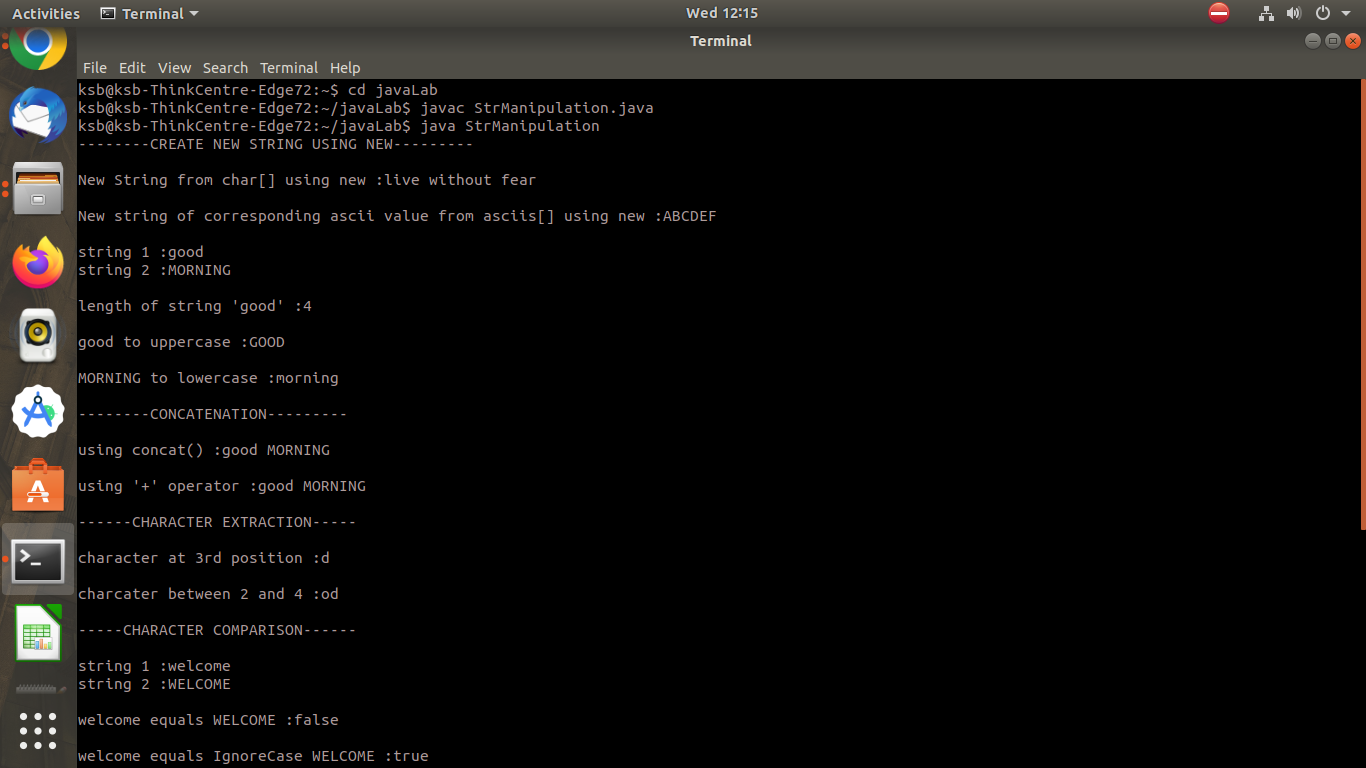 Activities Terminal Wed 12:15
Terminal
File Edit View Search Terminal Help
ksb@ksb-ThinkCentre-Edge72:~$ cd javaLab
ksb@ksb-ThinkCentre-Edge72:~/javaLab$ javac StrManipulation.java
ksb@ksb-ThinkCentre-Edge72:~/javaLab$ java StrManipulation
--------CREATE NEW STRING USING NEW---------
New String from char[] using new :live without fear
New string of corresponding ascii value from asciis[] using new :ABCDEF
string 1 :good
string 2 :MORNING
length of string 'good' :4
good to uppercase :GOOD
MORNING to lowercase :morning
--------CONCATENATION---------
using concat() :good MORNING
using '+' operator :good MORNING
------CHARACTER EXTRACTION-----
character at 3rd position :d
charcater between 2 and 4 :od
-----CHARACTER COMPARISON------
string 1 :welcome
string 2 :WELCOME
welcome equals WELCOME :false
welcome equals IgnoreCase WELCOME :true